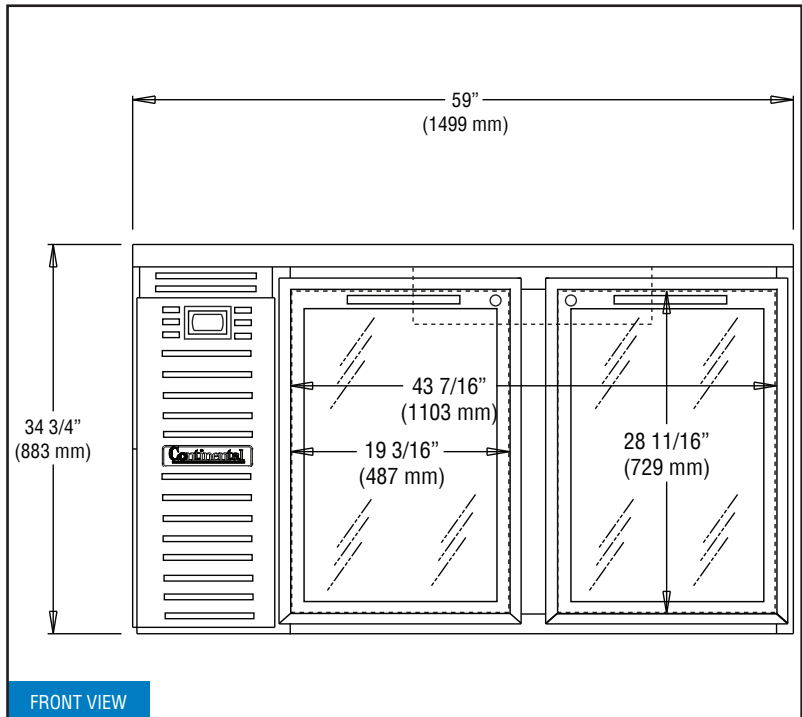 59”
(1499 mm)
34 3/4”
(883 mm)
43 7/16”
(1103 mm)
19 3/16”
(487 mm)
28 11/16”
(729 mm)
Continental
FRONT VIEW